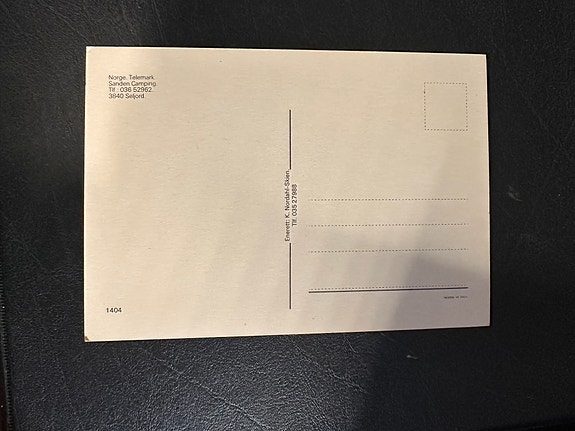 Norge. Telemark.
Sanden Camping.
Tlf.: 036 52962.
3840 Seljord.
Enerett: K. Nordahl-Skien.
Tlf. 035 27988
1404